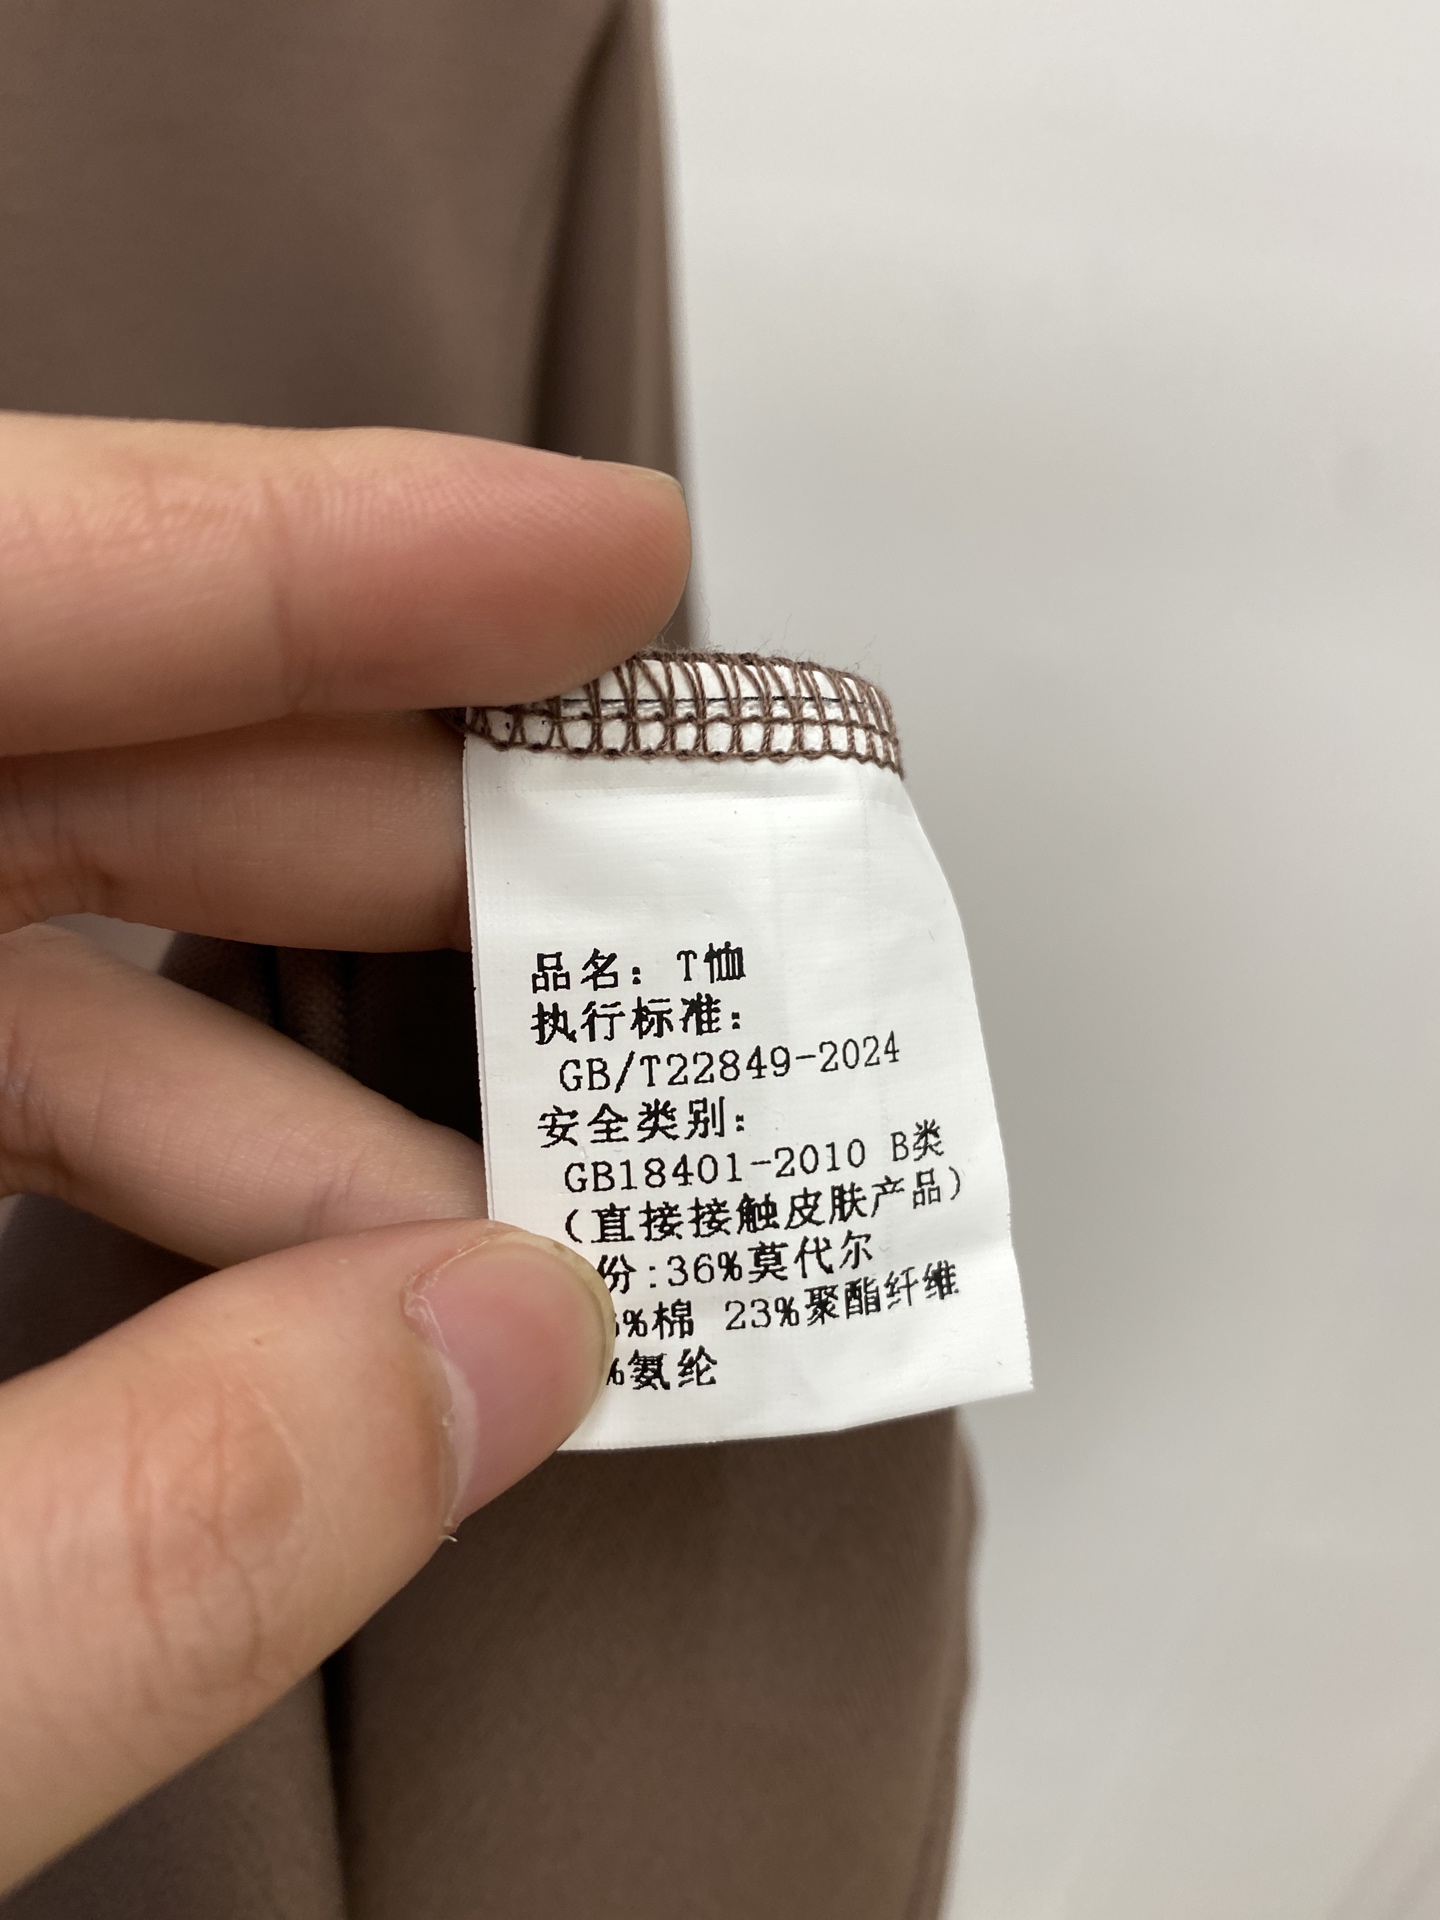 品名：T恤
执行标准：
GB/T22849-2024
安全类别：
GB18401-2010 B类
(直接接触皮肤产品)
份:36%莫代尔
%棉 23%聚酯纤维
%氨纶